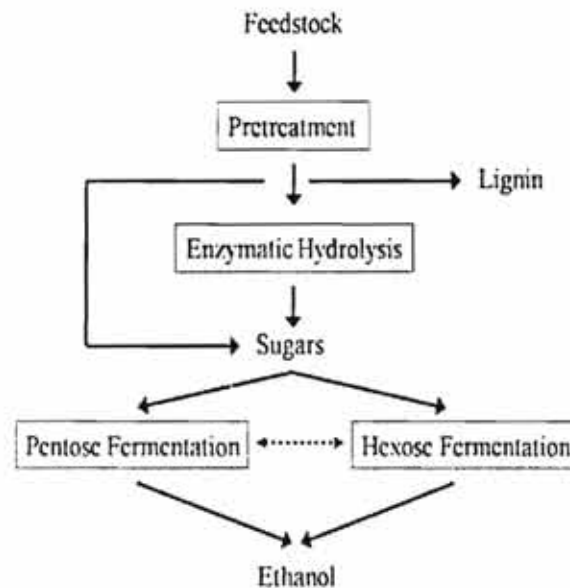 Feedstock
Pretreatment
Lignin
Enzymatic Hydrolysis
Sugars
Pentose Fermentation
Hexose Fermentation
Ethanol